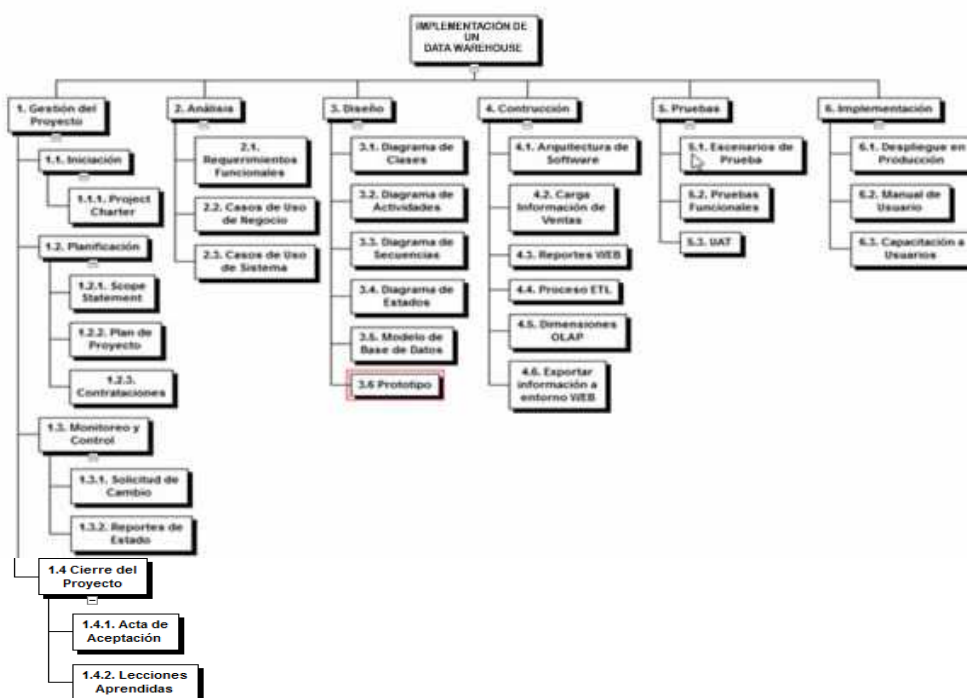 IMPLEMENTACIÓN DE
UN
DATA WAREHOUSE
1. Gestión del
Proyecto
1.1. Iniciación
1.1.1. Project
Charter
1.2. Planificación
1.2.1. Scope
Statement
1.2.2. Plan de
Proyecto
1.2.3.
Contrataciones
1.3. Monitoreo y
Control
1.3.1. Solicitud de
Cambio
1.3.2. Reportes de
Estado
1.4 Cierre del
Proyecto
1.4.1. Acta de
Aceptación
1.4.2. Lecciones
Aprendidas
2. Análisis
2.1.
Requerimientos
Funcionales
2.2. Casos de Uso
de Negocio
2.3. Casos de Uso
de Sistema
3. Diseño
3.1. Diagrama de
Clases
3.2. Diagrama de
Actividades
3.3. Diagrama de
Secuencias
3.4. Diagrama de
Estados
3.5. Modelo de
Base de Datos
3.6 Prototipo
4. Contrucción
4.1. Arquitectura de
Software
4.2. Carga
Información de
Ventas
4.3. Reportes WEB
4.4. Proceso ETL
4.5. Dimensiones
OLAP
4.6. Exportar
información a
entorno WEB
5. Pruebas
5.1. Escenarios de
Prueba
5.2. Pruebas
Funcionales
5.3. UAT
6. Implementación
6.1. Despliegue en
Producción
6.2. Manual de
Usuario
6.3. Capacitación a
Usuarios